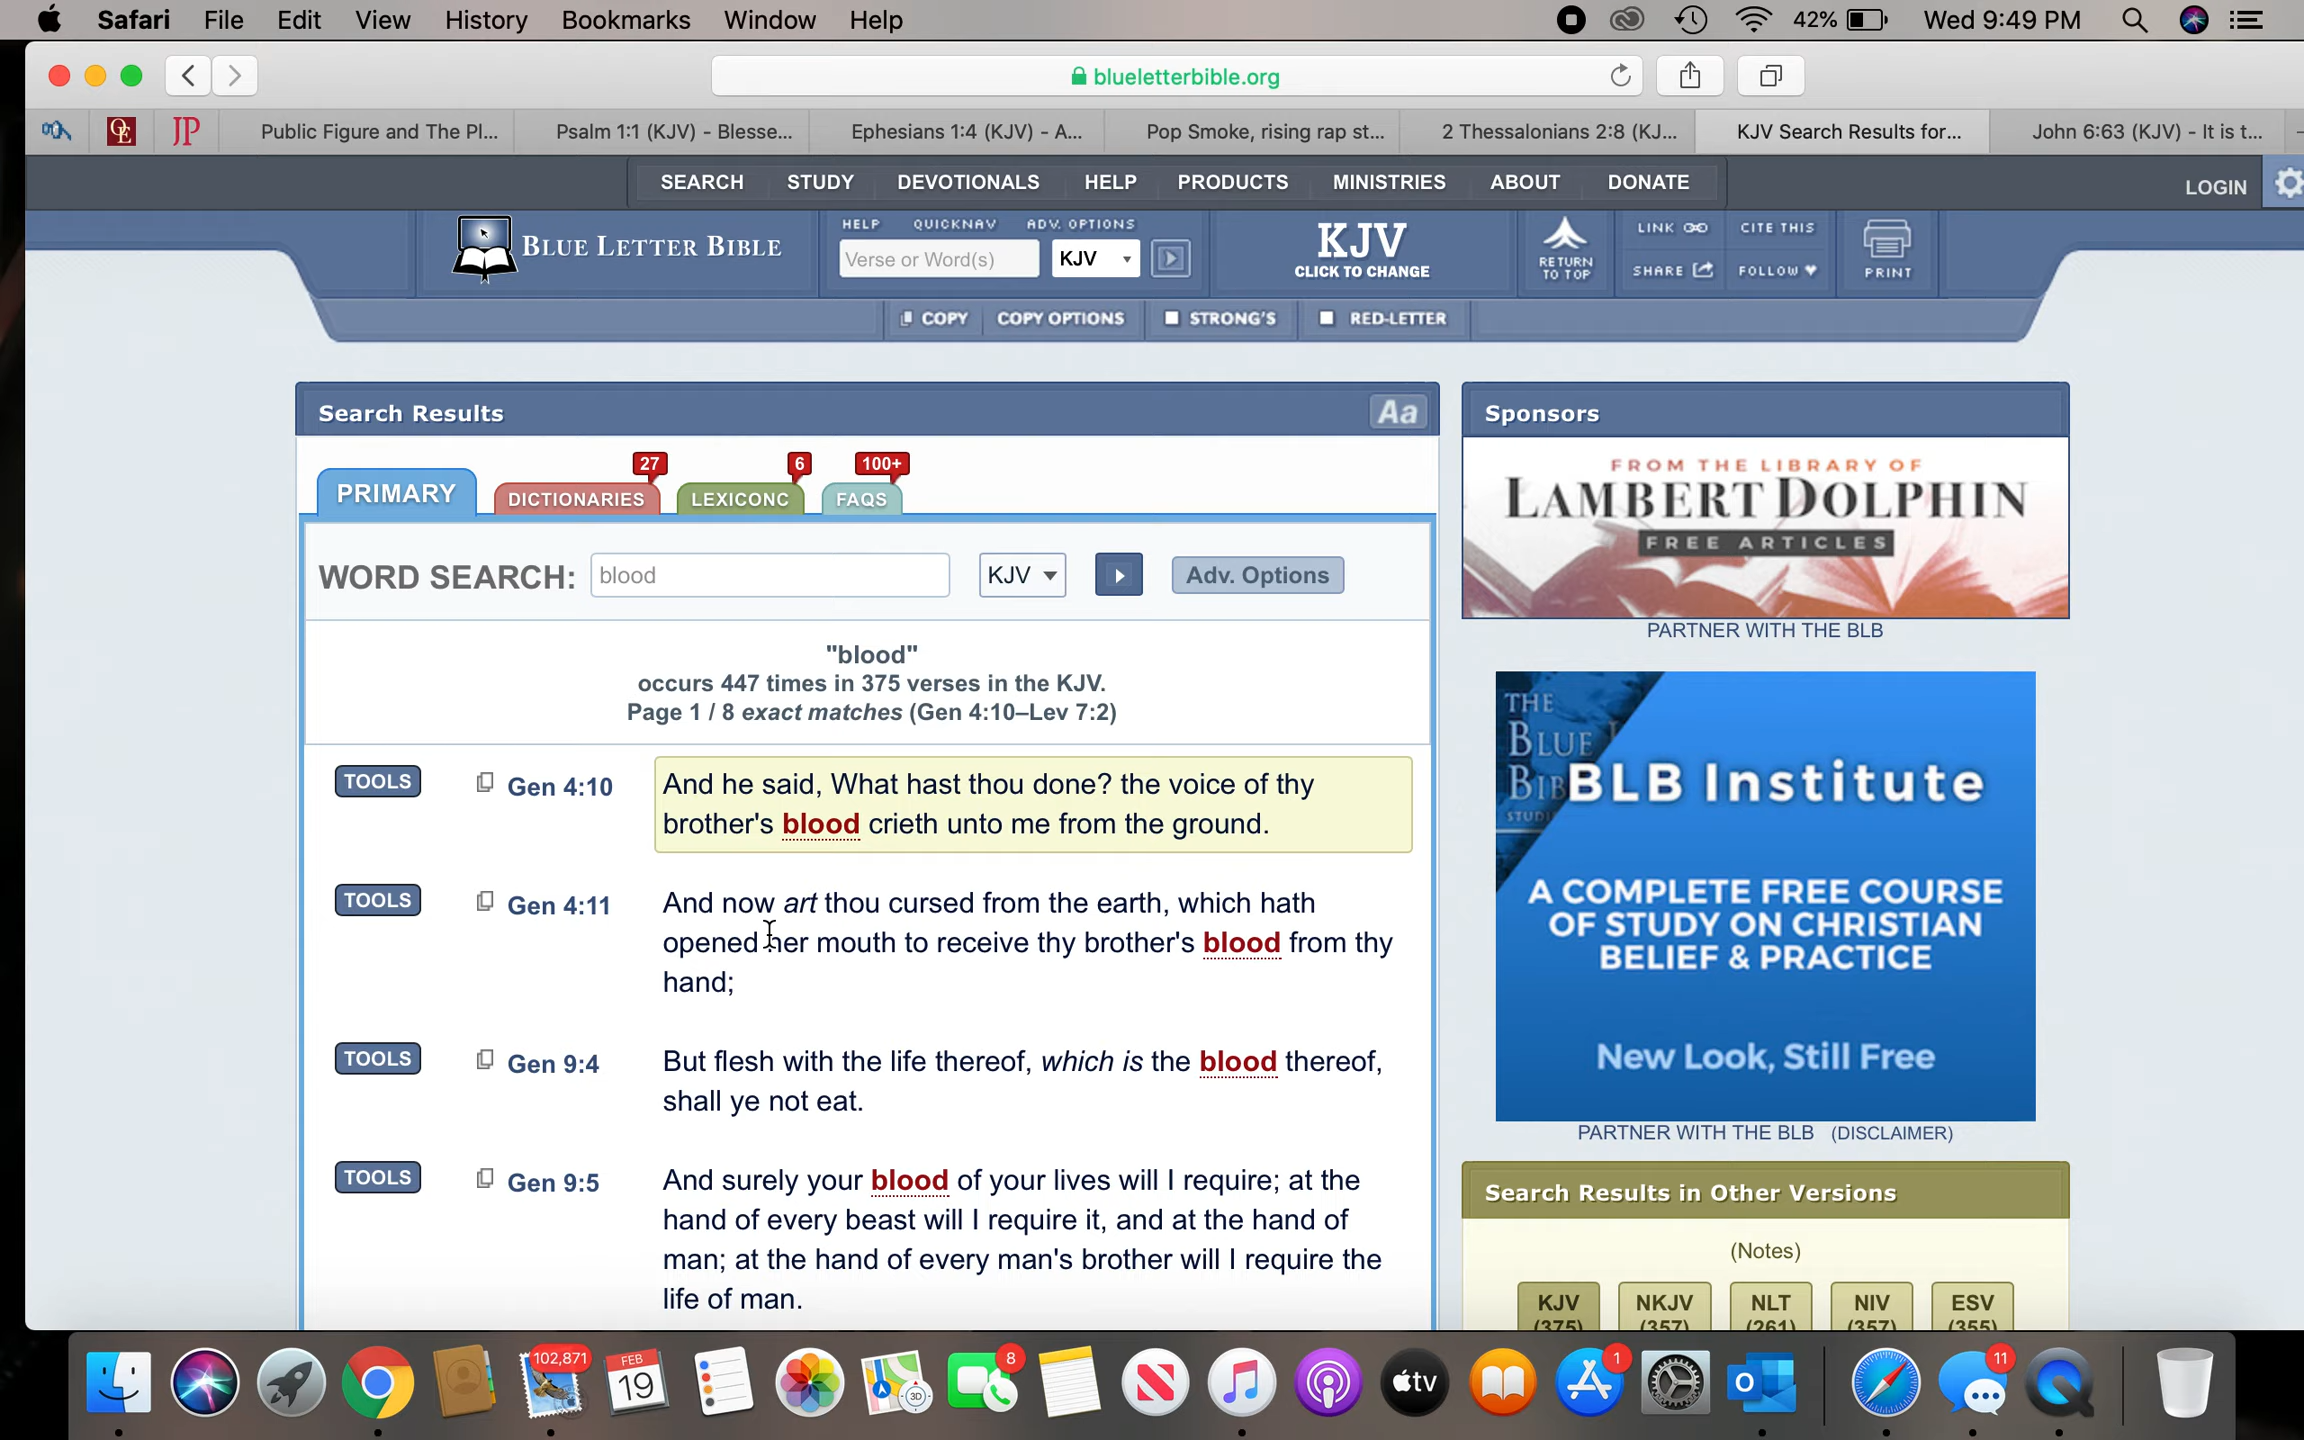 Safari File Edit View History Bookmarks Window Help 42% Wed 9:49 PM
blueletterbible.org
OE JP Public Figure and The Pl... Psalm 1:1 (KJV) - Blesse... Ephesians 1:4 (KJV) - A... Pop Smoke, rising rap st... 2 Thessalonians 2:8 (KJ... KJV Search Results for... John 6:63 (KJV) - It is t...
SEARCH STUDY DEVOTIONALS HELP PRODUCTS MINISTRIES ABOUT DONATE LOGIN
BLUE LETTER BIBLE
HELP QUICKNAV ADV. OPTIONS
Verse or Word(s) KJV
KJV
CLICK TO CHANGE
RETURN
TO TOP
LINK CITE THIS
SHARE FOLLOW
PRINT
COPY COPY OPTIONS STRONG'S RED-LETTER
Search Results Aa
27 6 100+
PRIMARY DICTIONARIES LEXICONC FAQS
WORD SEARCH: blood KJV Adv. Options
"blood"
occurs 447 times in 375 verses in the KJV.
Page 1 / 8 exact matches (Gen 4:10–Lev 7:2)
TOOLS Gen 4:10 And he said, What hast thou done? the voice of thy
brother's blood crieth unto me from the ground.
TOOLS Gen 4:11 And now art thou cursed from the earth, which hath
opened her mouth to receive thy brother's blood from thy
hand;
TOOLS Gen 9:4 But flesh with the life thereof, which is the blood thereof,
shall ye not eat.
TOOLS Gen 9:5 And surely your blood of your lives will I require; at the
hand of every beast will I require it, and at the hand of
man; at the hand of every man's brother will I require the
life of man.
Sponsors
FROM THE LIBRARY OF
LAMBERT DOLPHIN
FREE ARTICLES
PARTNER WITH THE BLB
THE
BLUE
BIB
STUDI
BLB Institute
A COMPLETE FREE COURSE
OF STUDY ON CHRISTIAN
BELIEF & PRACTICE
New Look, Still Free
PARTNER WITH THE BLB (DISCLAIMER)
Search Results in Other Versions
(Notes)
KJV NKJV NLT NIV ESV
(375) (357) (261) (357) (355)
102,871 FEB 19 3D 8 tv 1 O 11